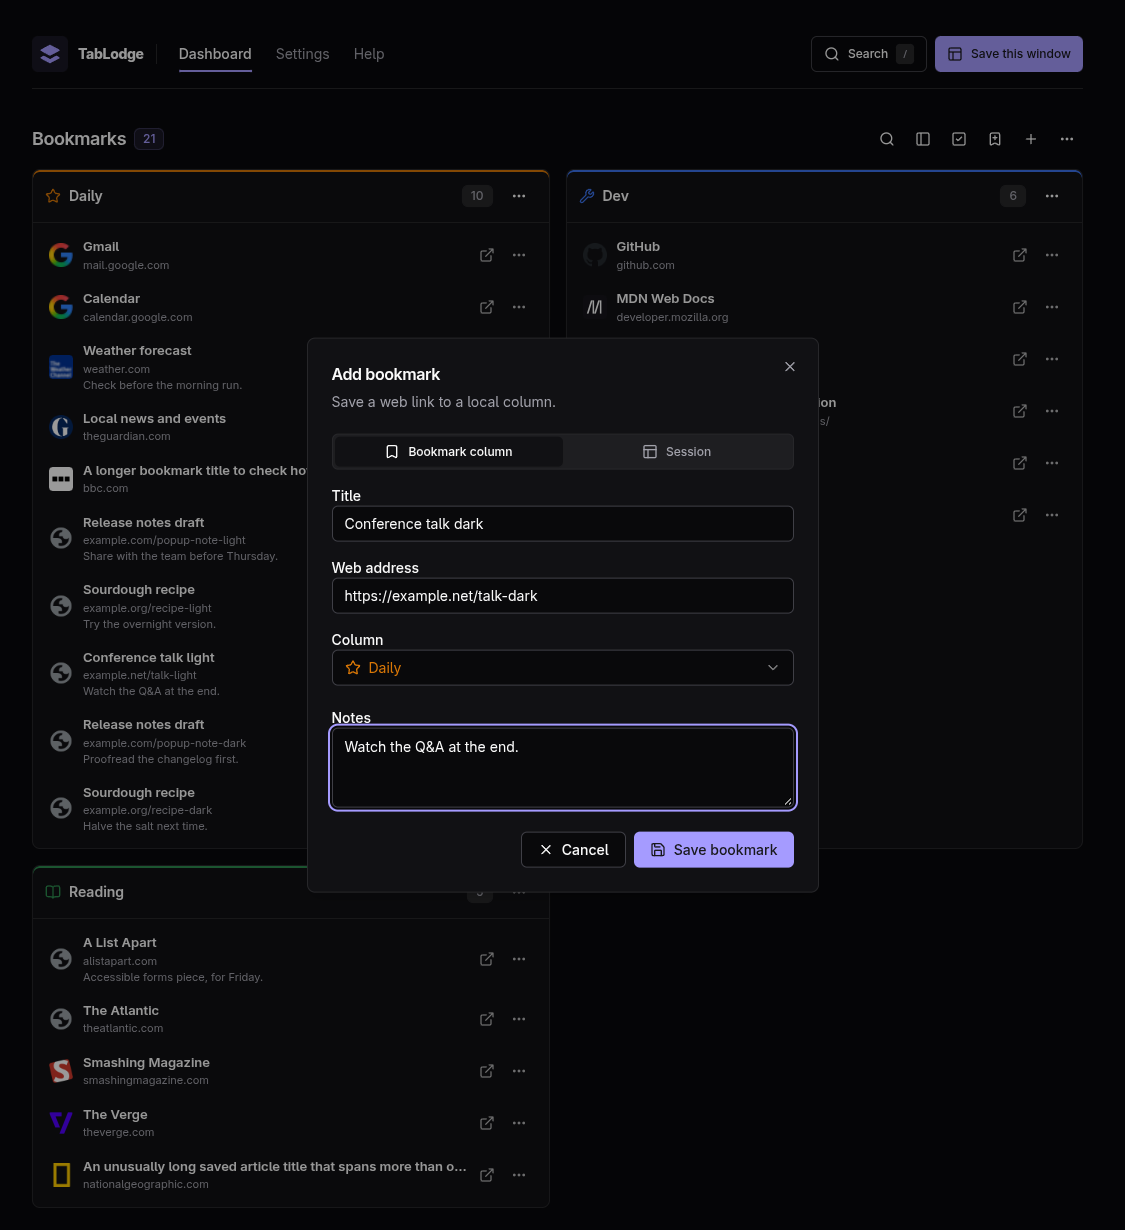 TabLodge
Dashboard
Settings
Help
Search /
Save this window
Bookmarks 21
Daily 10
Gmail
mail.google.com
Calendar
calendar.google.com
Weather forecast
weather.com
Check before the morning run.
Local news and events
theguardian.com
A longer bookmark title to check
bbc.com
Release notes draft
example.com/popup-note-light
Share with the team before Thursday.
Sourdough recipe
example.org/recipe-light
Try the overnight version.
Conference talk light
example.net/talk-light
Watch the Q&A at the end.
Release notes draft
example.com/popup-note-dark
Proofread the changelog first.
Sourdough recipe
example.org/recipe-dark
Halve the salt next time.
Dev 6
GitHub
github.com
MDN Web Docs
developer.mozilla.org
Add bookmark
Save a web link to a local column.
Bookmark column
Session
Title
Conference talk dark
Web address
https://example.net/talk-dark
Column
Daily
Notes
Watch the Q&A at the end.
Cancel
Save bookmark
Reading
A List Apart
alistapart.com
Accessible forms piece, for Friday.
The Atlantic
theatlantic.com
Smashing Magazine
smashingmagazine.com
The Verge
theverge.com
An unusually long saved article title that spans more than o...
nationalgeographic.com